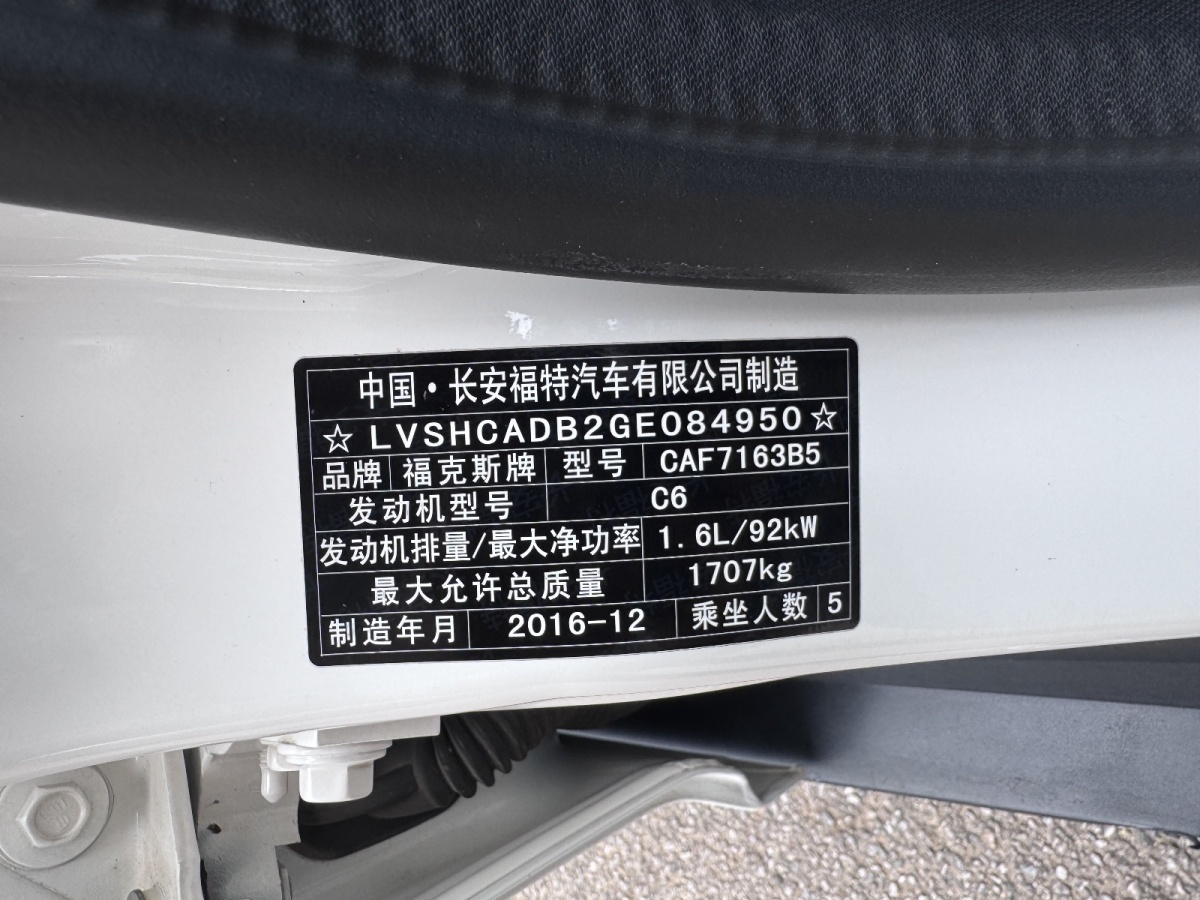 中国·长安福特汽车有限公司制造
☆LVSHCADB2GE084950☆
品牌 福克斯牌 型号 CAF7163B5
发动机型号 C6
发动机排量/最大净功率 1.6L/92kW
最大允许总质量 1707kg
制造年月 2016-12 乘坐人数 5